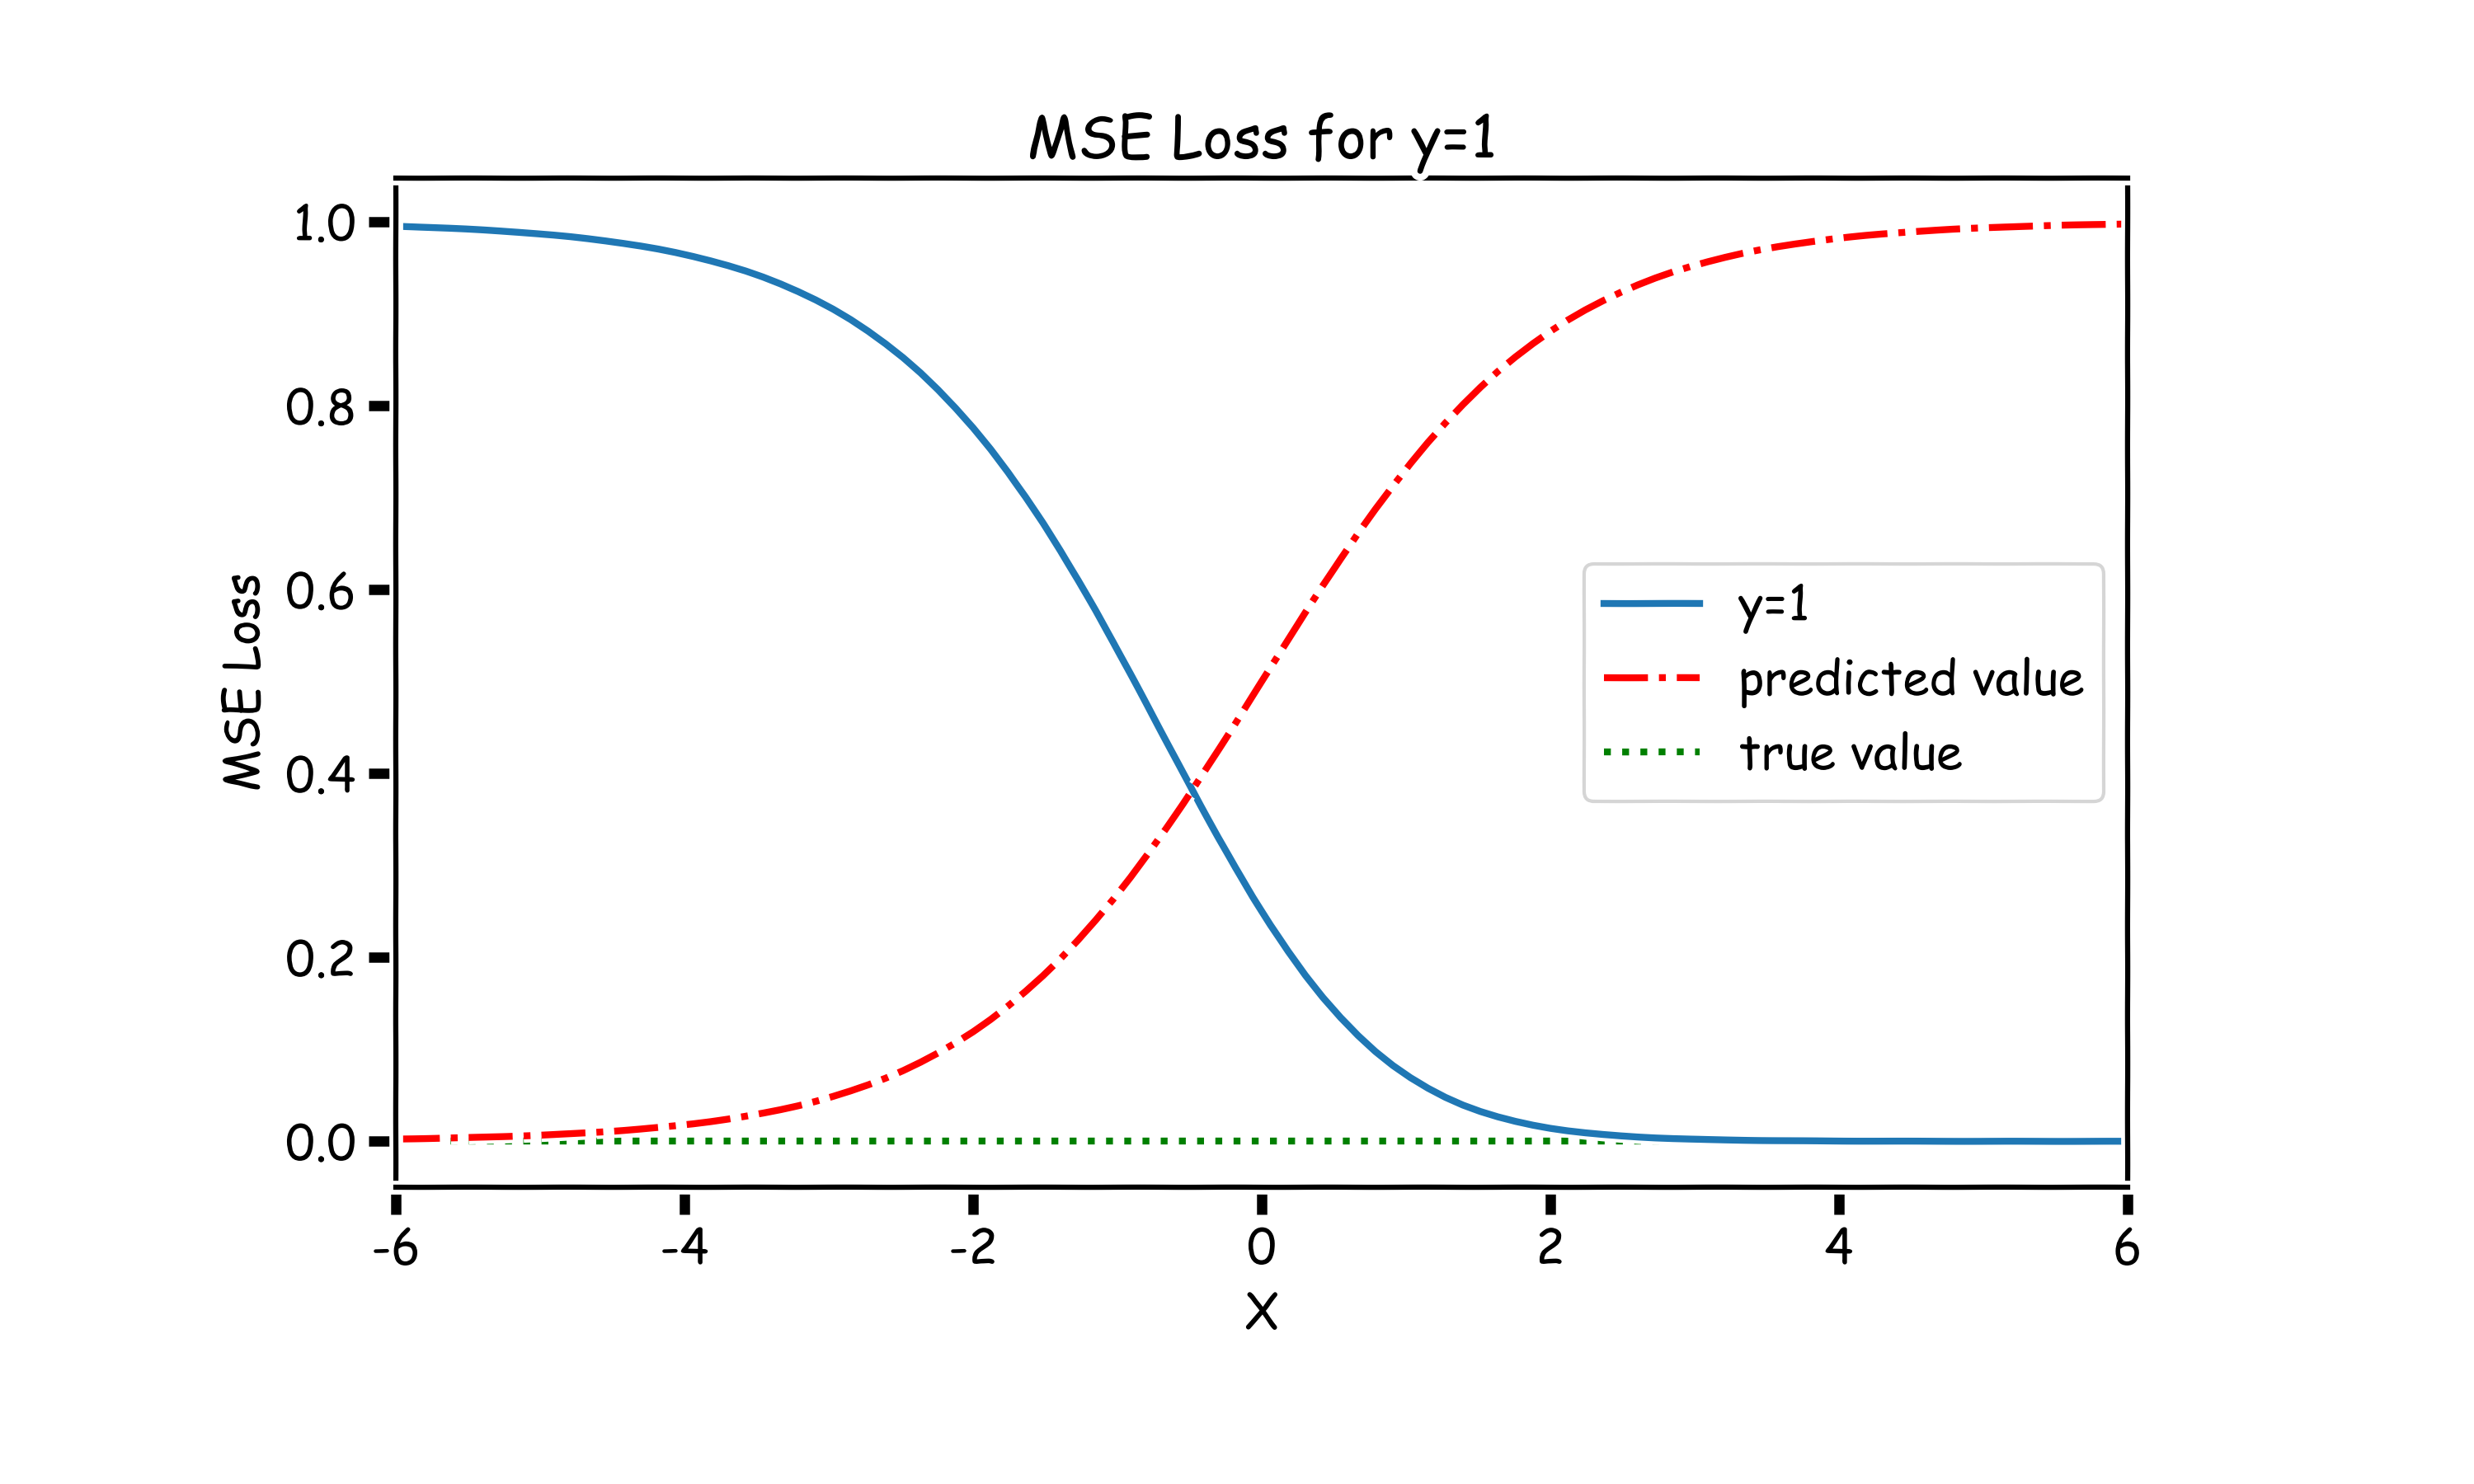 MSE Loss for y=1
1.0
0.8
0.6
0.4
0.2
0.0
MSE Loss
y=1
predicted value
true value
-6 -4 -2 0 2 4 6
X